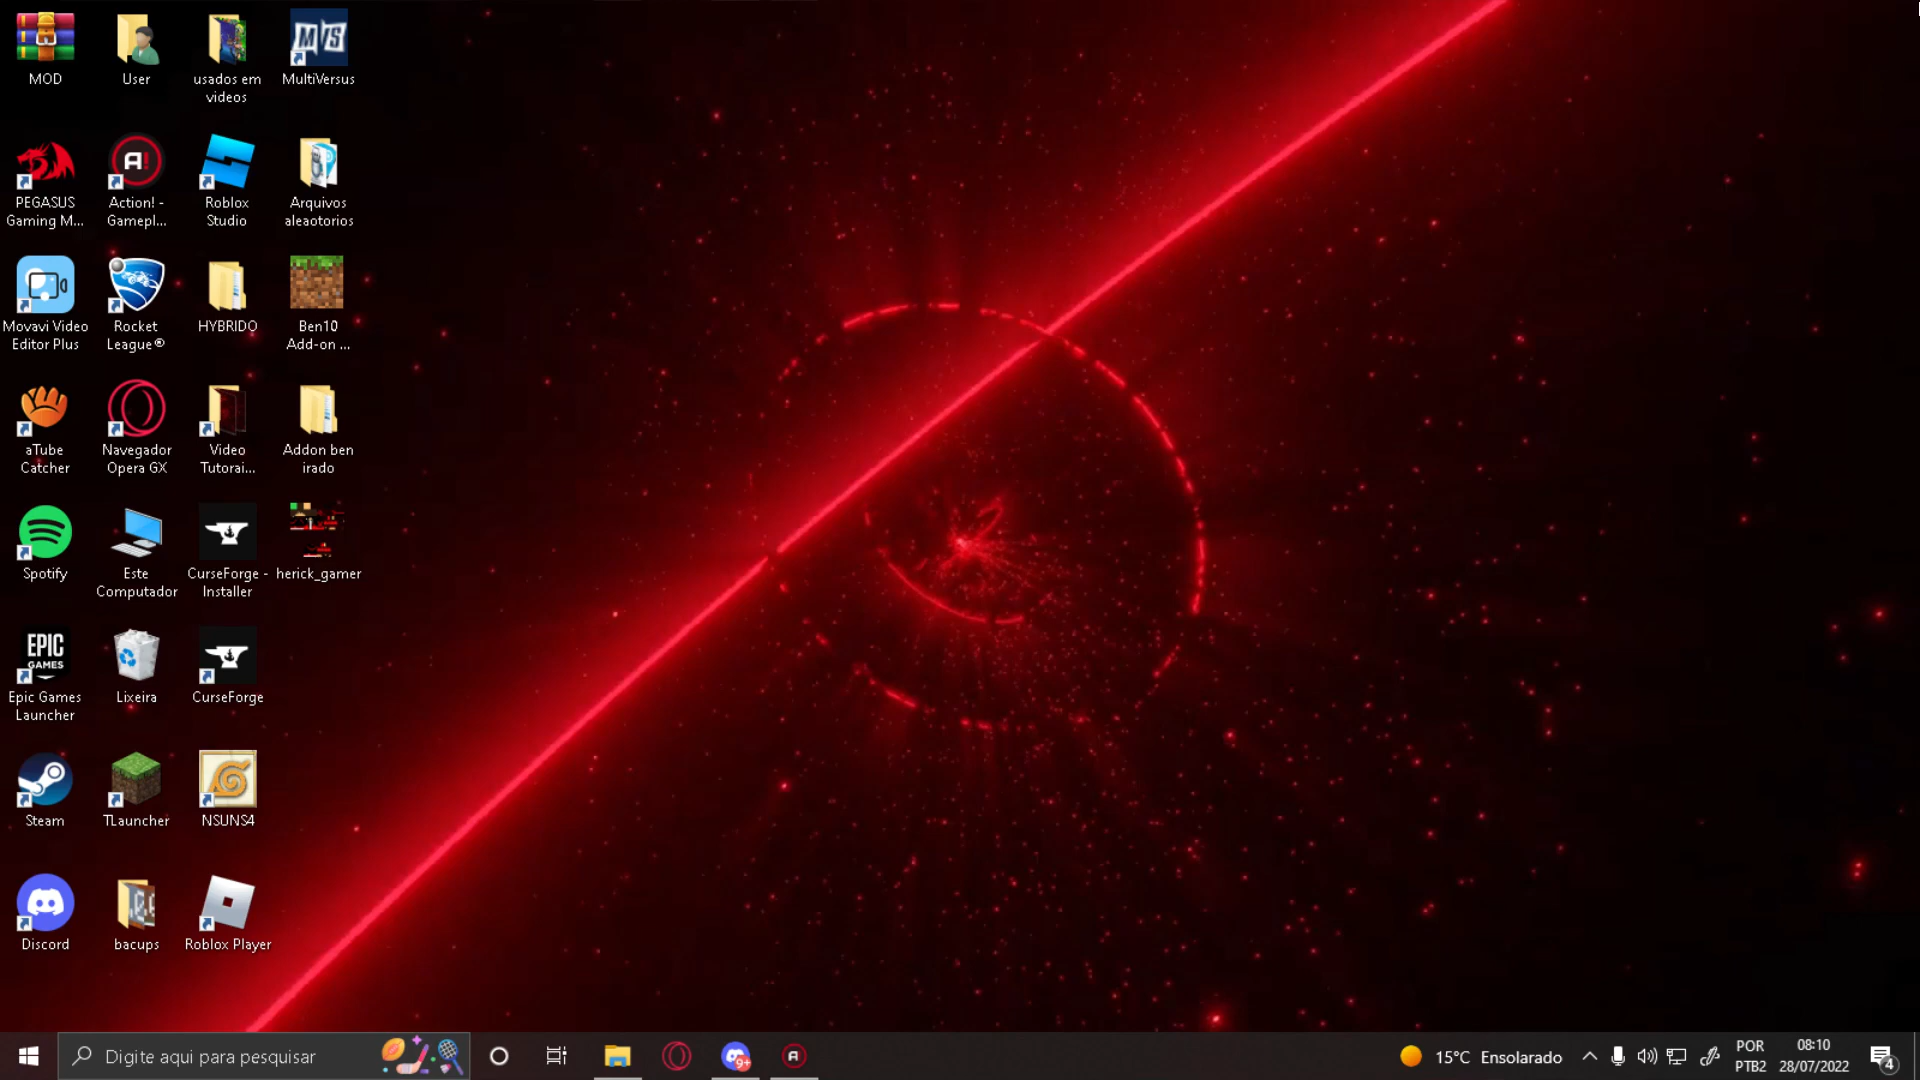 MOD
User
usados em
videos
M/S
MultiVersus
PEGASUS
Gaming M...
A!
Action! -
Gamepl...
Roblox
Studio
Arquivos
aleaotorios
Movavi Video
Editor Plus
Rocket
League®
HYBRIDO
Ben10
Add-on ...
aTube
Catcher
Navegador
Opera GX
Video
Tutorai...
Addon ben
irado
Spotify
Este
Computador
CurseForge -
Installer
herick_gamer
EPIC
GAMES
Epic Games
Launcher
Lixeira
CurseForge
Steam
TLauncher
NSUNS4
Discord
bacups
Roblox Player
Digite aqui para pesquisar
9+
A
15°C Ensolarado
POR
PTB2
08:10
28/07/2022
4